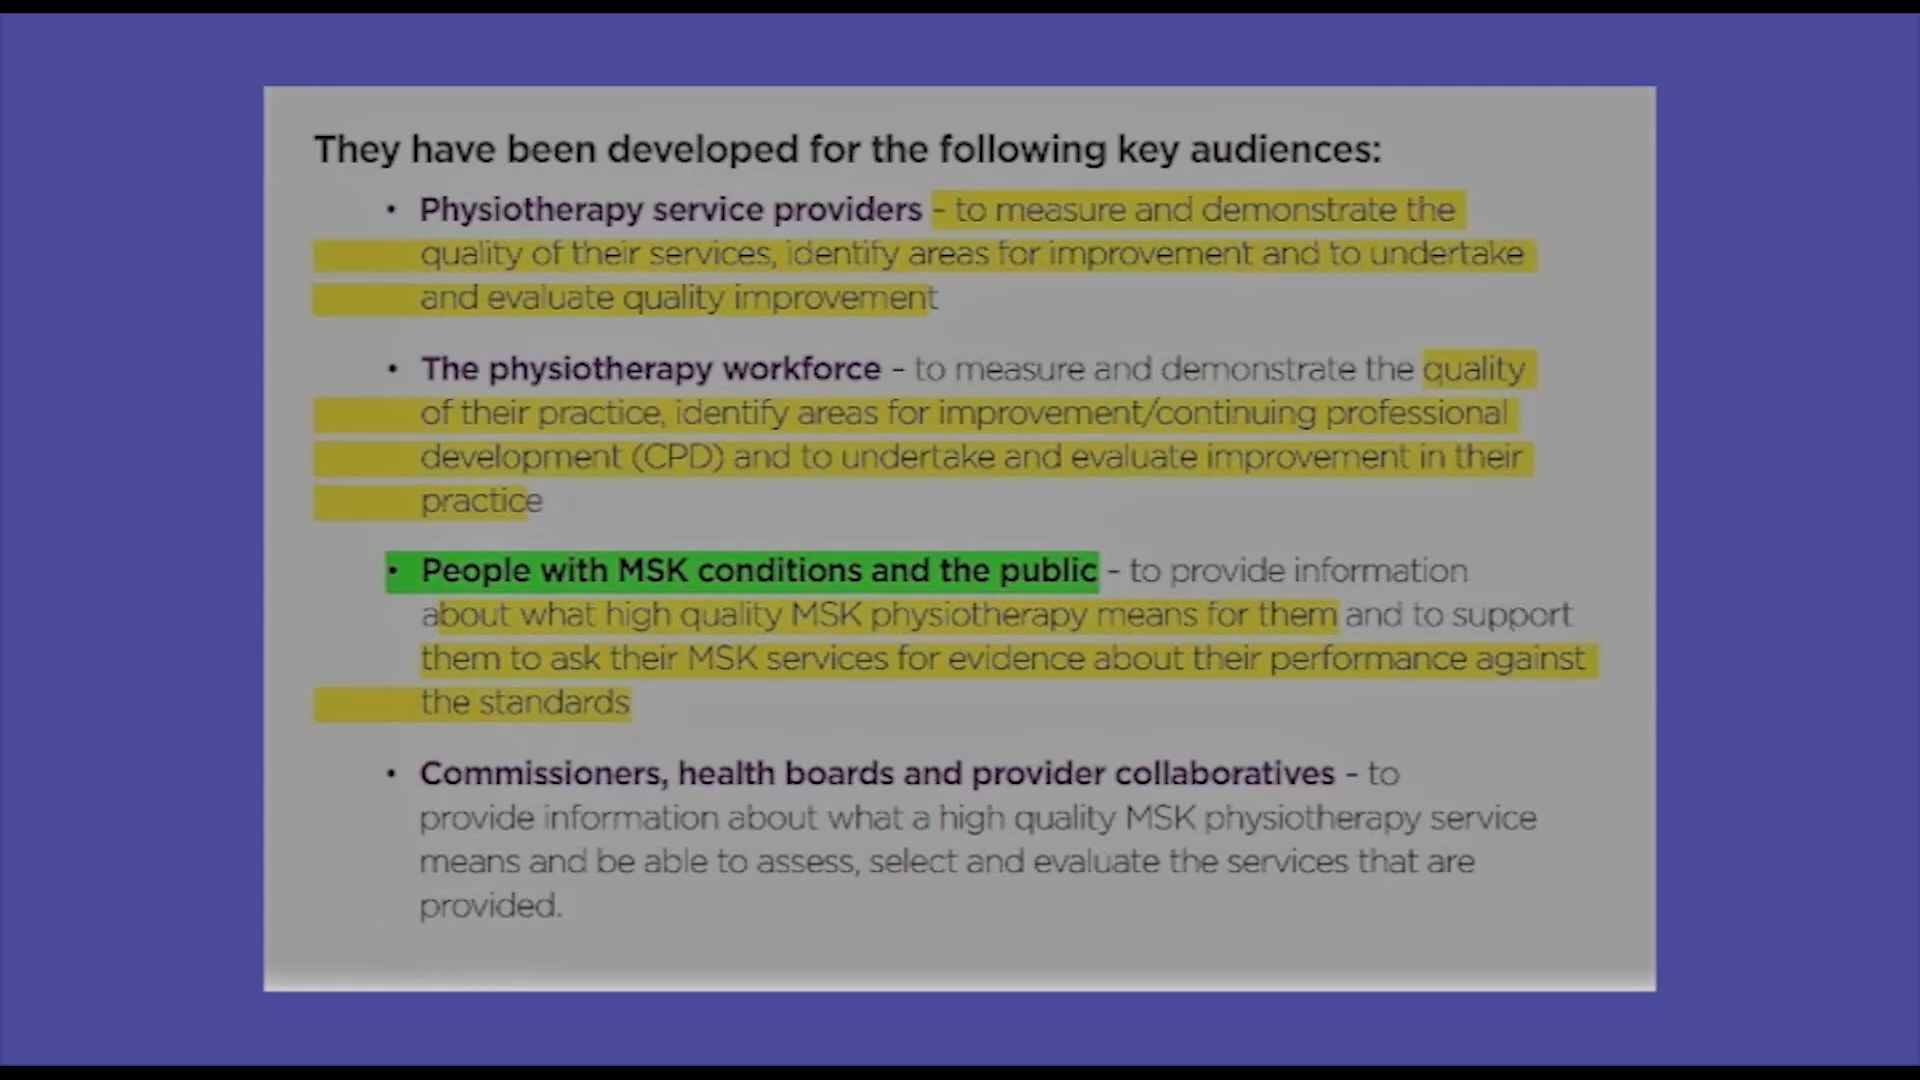 They have been developed for the following key audiences:
• Physiotherapy service providers - to measure and demonstrate the
quality of their services, identify areas for improvement and to undertake
and evaluate quality improvement
• The physiotherapy workforce - to measure and demonstrate the quality
of their practice, identify areas for improvement/continuing professional
development (CPD) and to undertake and evaluate improvement in their
practice
• People with MSK conditions and the public - to provide information
about what high quality MSK physiotherapy means for them and to support
them to ask their MSK services for evidence about their performance against
the standards
• Commissioners, health boards and provider collaboratives - to
provide information about what a high quality MSK physiotherapy service
means and be able to assess, select and evaluate the services that are
provided.